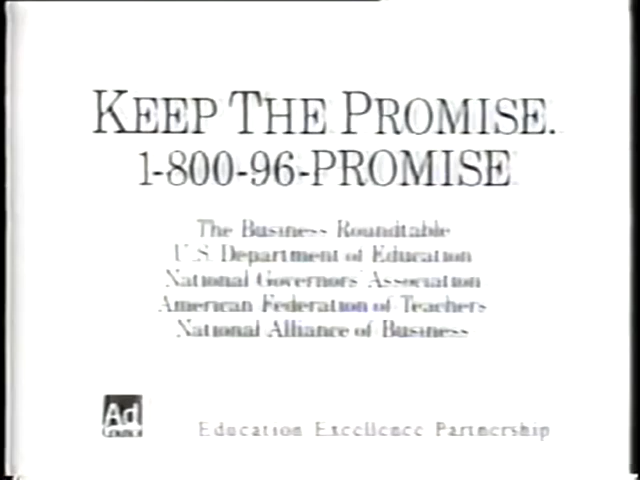 KEEP THE PROMISE.
1-800-96-PROMISE
The Business Roundtable
U.S. Department of Education
National Governors' Association
American Federation of Teachers
National Alliance of Business
Ad
Council
Education Excellence Partnership